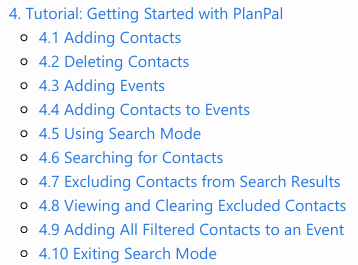 4. Tutorial: Getting Started with PlanPal
4.1 Adding Contacts
4.2 Deleting Contacts
4.3 Adding Events
4.4 Adding Contacts to Events
4.5 Using Search Mode
4.6 Searching for Contacts
4.7 Excluding Contacts from Search Results
4.8 Viewing and Clearing Excluded Contacts
4.9 Adding All Filtered Contacts to an Event
4.10 Exiting Search Mode